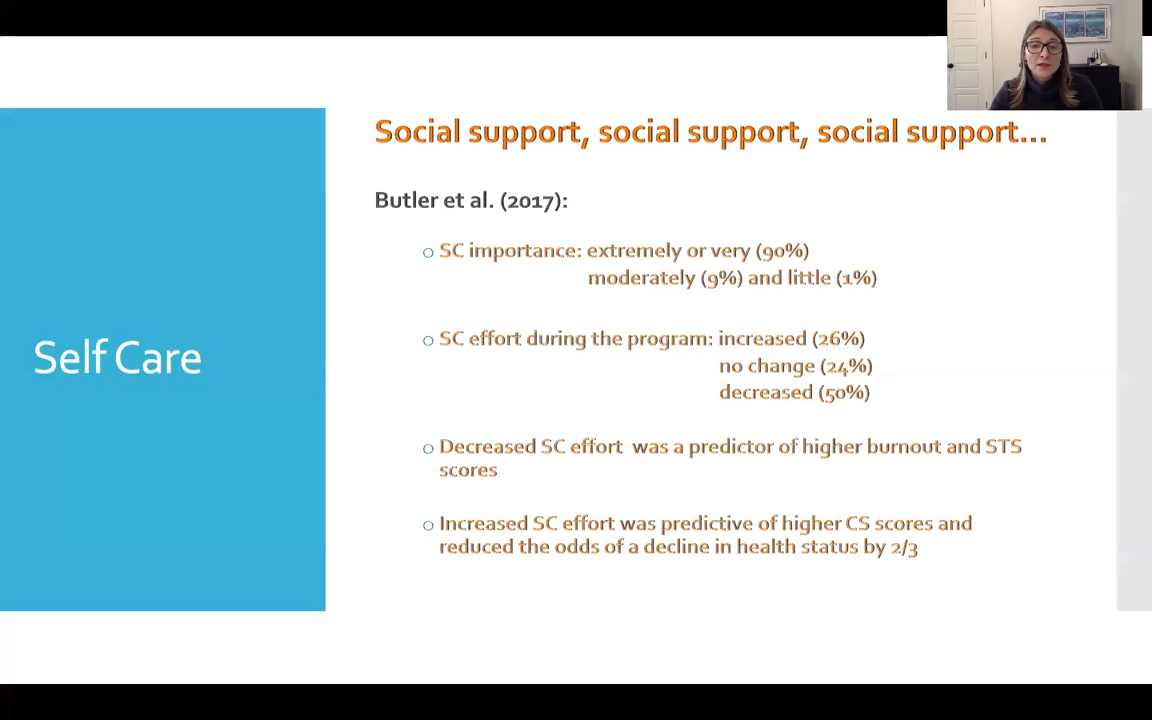 Social support, social support, social support...
Butler et al. (2017):
SC importance: extremely or very (90%)
moderately (9%) and little (1%)
SC effort during the program: increased (26%)
no change (24%)
decreased (50%)
Self Care
Decreased SC effort was a predictor of higher burnout and STS
scores
Increased SC effort was predictive of higher CS scores and
reduced the odds of a decline in health status by 2/3